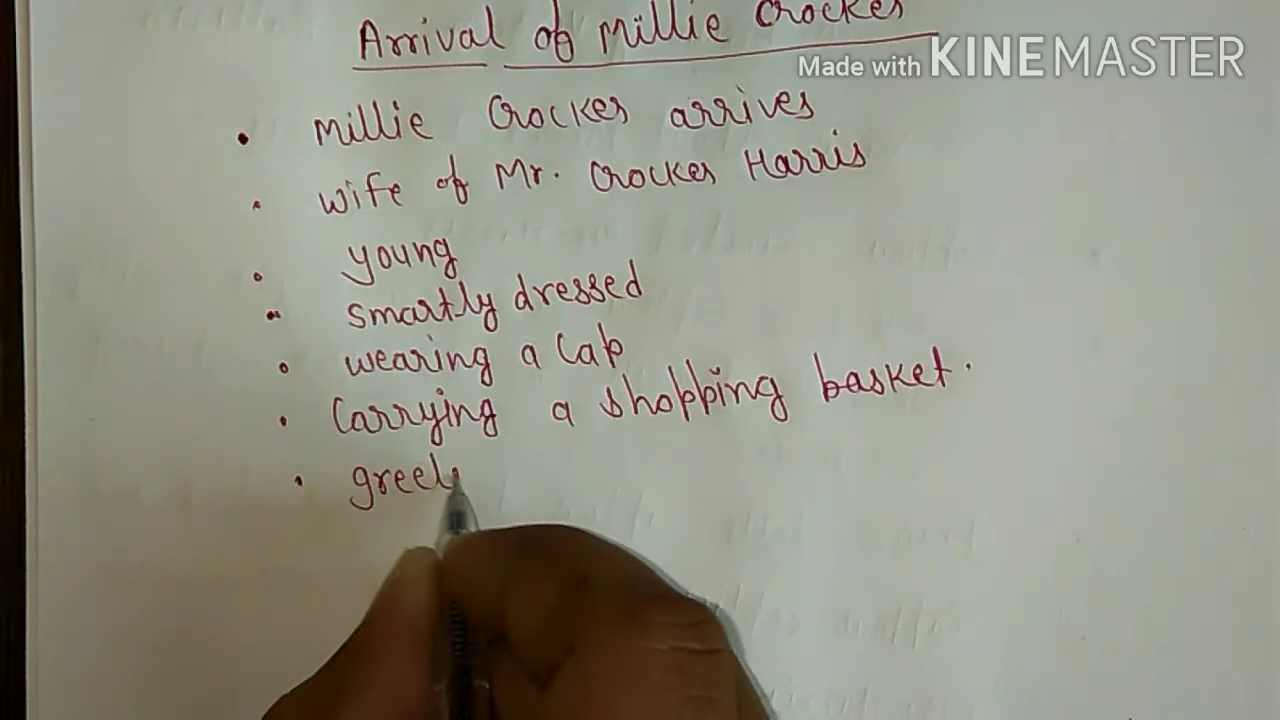 Arrival of Millie Crocker
Made with KINEMASTER
• Millie Crocker arrives
• wife of Mr. Crocker Harris
• young
• smartly dressed
• wearing a Cap
• Carrying a shopping basket.
• greet